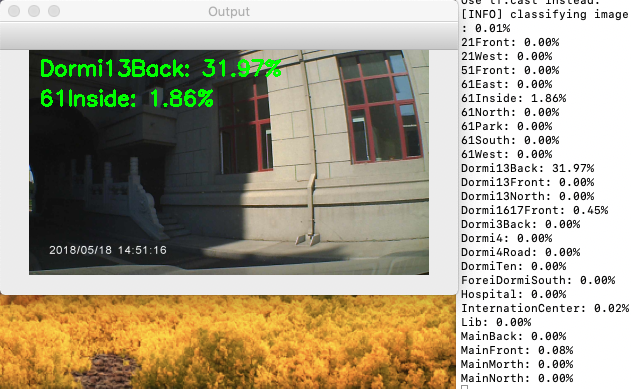 Output
Dormi13Back: 31.97%
61Inside: 1.86%
2018/05/18 14:51:16
Use tf.cast instead.
[INFO] classifying image
: 0.01%
21Front: 0.00%
21West: 0.00%
51Front: 0.00%
61East: 0.00%
61Inside: 1.86%
61North: 0.00%
61Park: 0.00%
61South: 0.00%
61West: 0.00%
Dormi13Back: 31.97%
Dormi13Front: 0.00%
Dormi13North: 0.00%
Dormi1617Front: 0.45%
Dormi3Back: 0.00%
Dormi4: 0.00%
Dormi4Road: 0.00%
DormiTen: 0.00%
ForeiDormiSouth: 0.00%
Hospital: 0.00%
InternationCenter: 0.02%
Lib: 0.00%
MainBack: 0.00%
MainFront: 0.08%
MainMorth: 0.00%
MainNorth: 0.00%